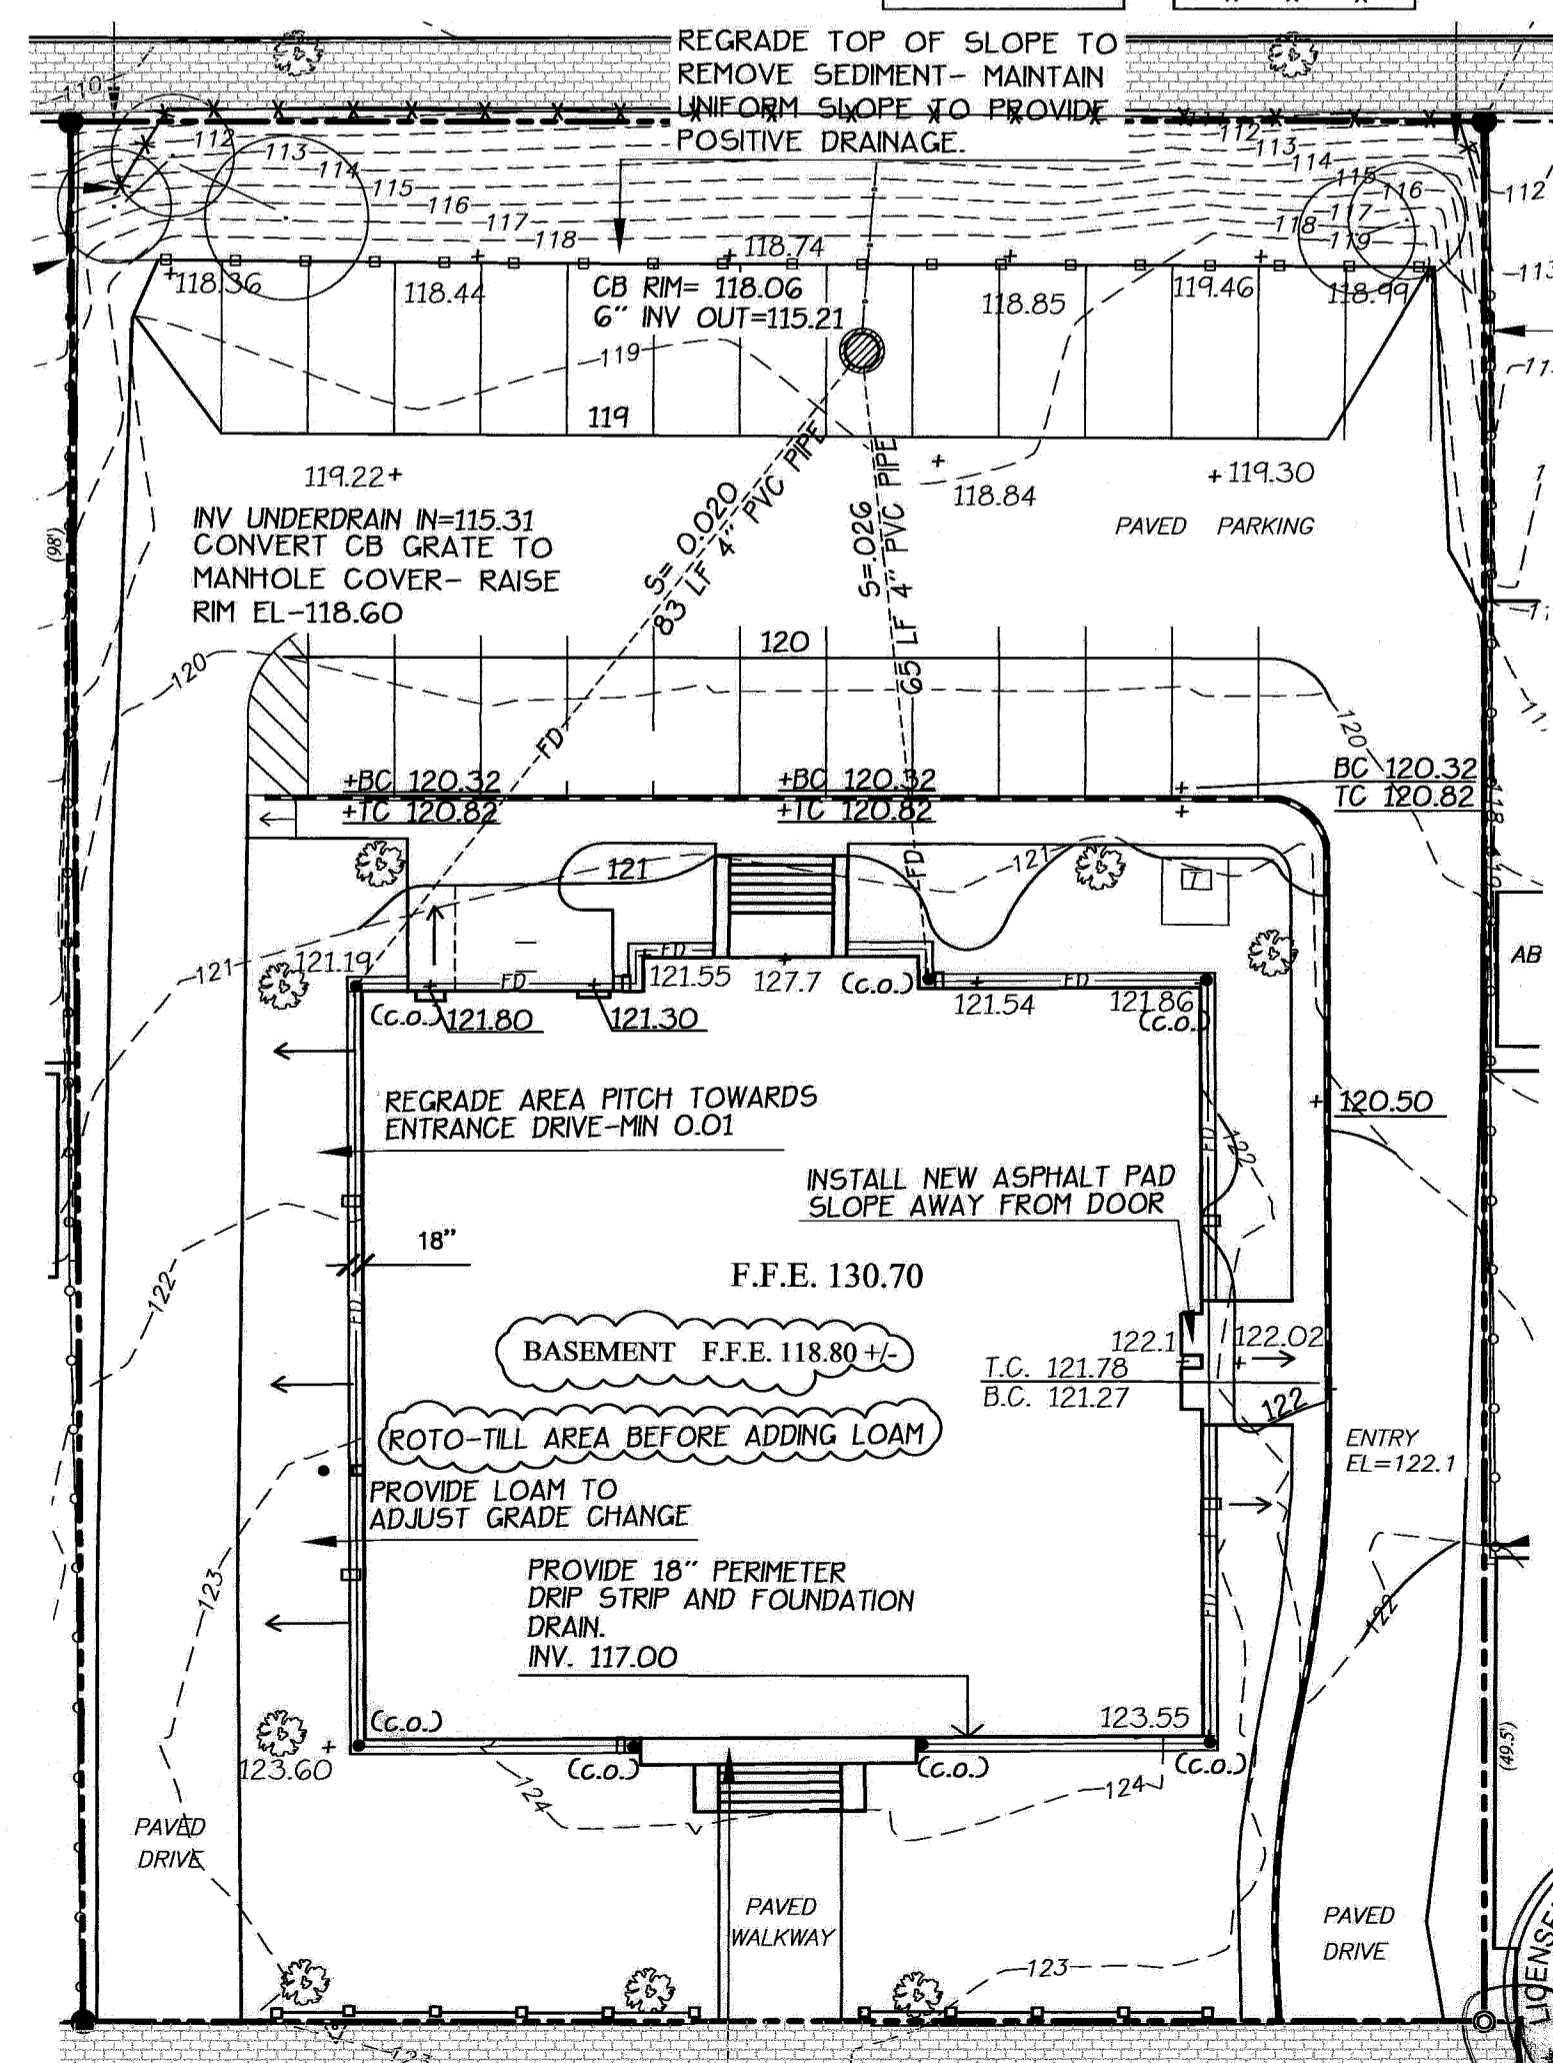 REGRADE TOP OF SLOPE TO
REMOVE SEDIMENT- MAINTAIN
UNIFORM SLOPE TO PROVIDE
POSITIVE DRAINAGE.
110
112
113
114
115
116
117
118
112
113
114
115
116
117
118
119
112
118.74
118.36
118.44
CB RIM= 118.06
6" INV OUT=115.21
118.85
119.46
118.99
119
119
119.22+
118.84
+119.30
PAVED PARKING
(98')
INV UNDERDRAIN IN=115.31
CONVERT CB GRATE TO
MANHOLE COVER- RAISE
RIM EL-118.60
S= 0.020
83 LF 4" PVC PIPE
S=.026
65 LF 4" PVC PIPE
120
120
120
FD
+BC 120.32
+TC 120.82
+BC 120.32
+TC 120.82
BC 120.32
TC 120.82
FD
121
121
T
121
121.19
FD
FD
121.55
127.7
(C.O.)
FD
121.54
121.86
(C.O.)
(C.O.)
121.80
121.30
AB
REGRADE AREA PITCH TOWARDS
ENTRANCE DRIVE-MIN 0.01
120.50
FD
122
INSTALL NEW ASPHALT PAD
SLOPE AWAY FROM DOOR
18"
122
FD
F.F.E. 130.70
BASEMENT F.F.E. 118.80 +/-
122.1
122.02
T.C. 121.78
B.C. 121.27
122
ROTO-TILL AREA BEFORE ADDING LOAM
ENTRY
EL=122.1
PROVIDE LOAM TO
ADJUST GRADE CHANGE
PROVIDE 18" PERIMETER
DRIP STRIP AND FOUNDATION
DRAIN.
INV. 117.00
123
FD
122
(C.O.)
123.55
123.60
(C.O.)
(C.O.)
(C.O.)
(49.5')
124
124
PAVED
DRIVE
PAVED
WALKWAY
PAVED
DRIVE
123
123